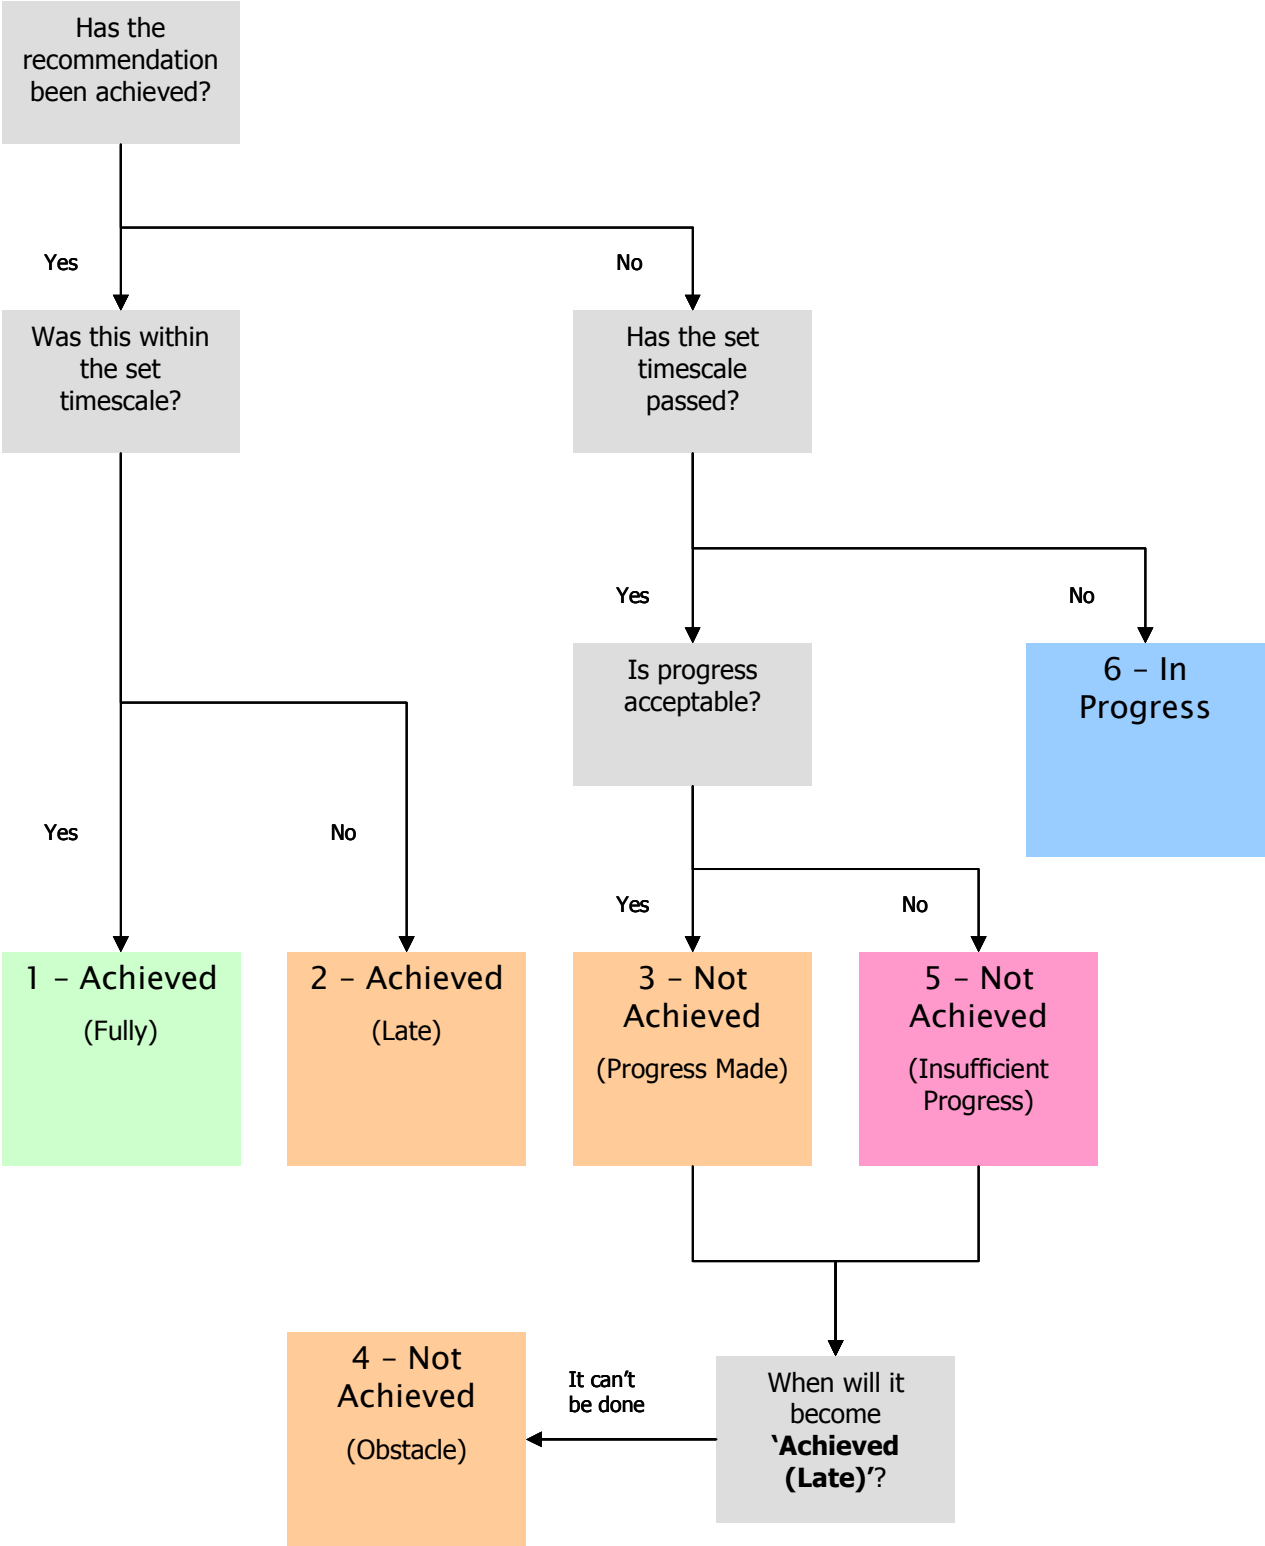 Has the
recommendation
been achieved?
Yes
No
Was this within
the set
timescale?
Has the set
timescale
passed?
Yes
No
Is progress
acceptable?
6 – In
Progress
Yes
No
Yes
No
1 – Achieved
(Fully)
2 – Achieved
(Late)
3 – Not
Achieved
(Progress Made)
5 – Not
Achieved
(Insufficient
Progress)
4 – Not
Achieved
(Obstacle)
It can’t
be done
When will it
become
‘Achieved
(Late)’?